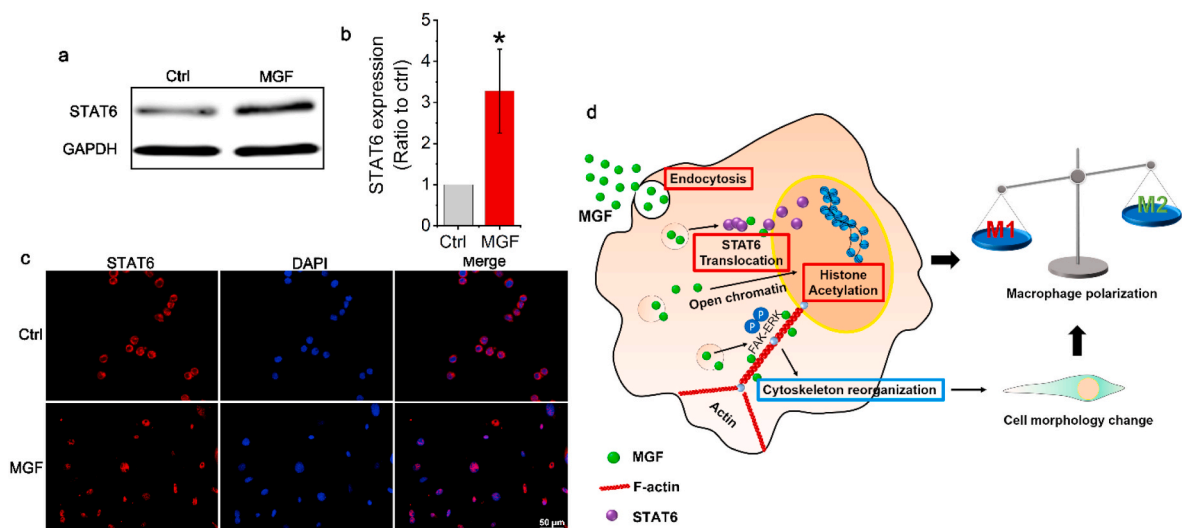 a
Ctrl
MGF
STAT6
GAPDH
b
STAT6 expression
(Ratio to ctrl)
5
4
3
2
1
0
*
Ctrl
MGF
c
STAT6
DAPI
Merge
Ctrl
MGF
50 µm
d
MGF
Endocytosis
STAT6
Translocation
Open chromatin
Histone
Acetylation
P
P
FAK-ERK
Actin
Cytoskeleton reorganization
M1
M2
Macrophage polarization
Cell morphology change
MGF
F-actin
STAT6